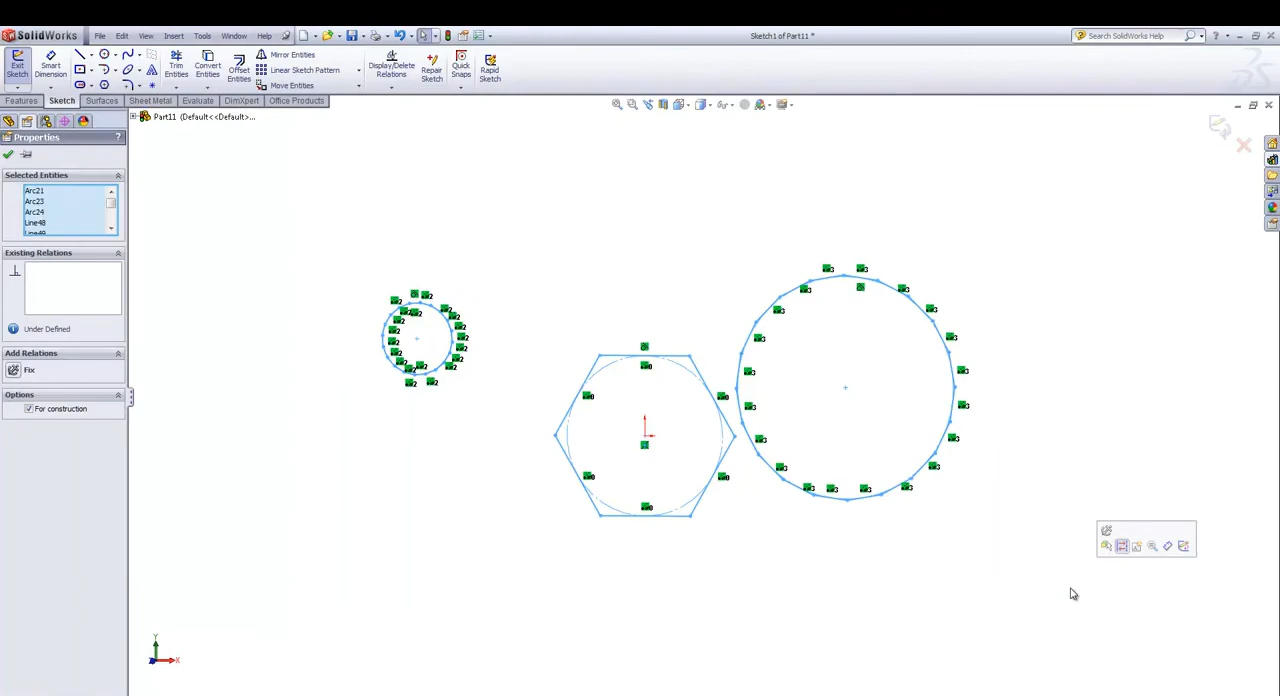 SolidWorks File Edit View Insert Tools Window Help Sketch1 of Part11 * Search SolidWorks Help
Exit Sketch
Smart Dimension
Trim Entities
Convert Entities
Offset Entities
Mirror Entities
Linear Sketch Pattern
Move Entities
Display/Delete Relations
Repair Sketch
Quick Snaps
Rapid Sketch
Features Sketch Surfaces Sheet Metal Evaluate DimXpert Office Products
Part11 (Default<<Default>...
Properties ?
Selected Entities
Arc21
Arc23
Arc24
Line48
Line49
Existing Relations
Under Defined
Add Relations
Fix
Options
For construction
Y
X